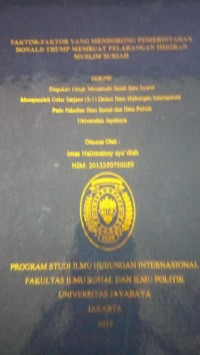 FAKTOR-FAKTOR YANG MENDORONG PEMERINTAHAN
DONALD TRUMP MEMBUAT PELARANGAN IMIGRAN
MUSLIM SURIAH
SKRIPSI
Diajukan Untuk Memenuhi Salah Satu Syarat
Memperoleh Gelar Sarjana (S-1) Dalam Ilmu Hubungan Internasional
Pada Fakultas Ilmu Sosial dan Ilmu Politik
Universitas Jayabaya
Disusun Oleh :
NIM: 2013390750089
PROGRAM STUDI ILMU HUBUNGAN INTERNASIONAL
FAKULTAS ILMU SOSIAL DAN ILMU POLITIK
UNIVERSITAS JAYABAYA
JAKARTA
2017